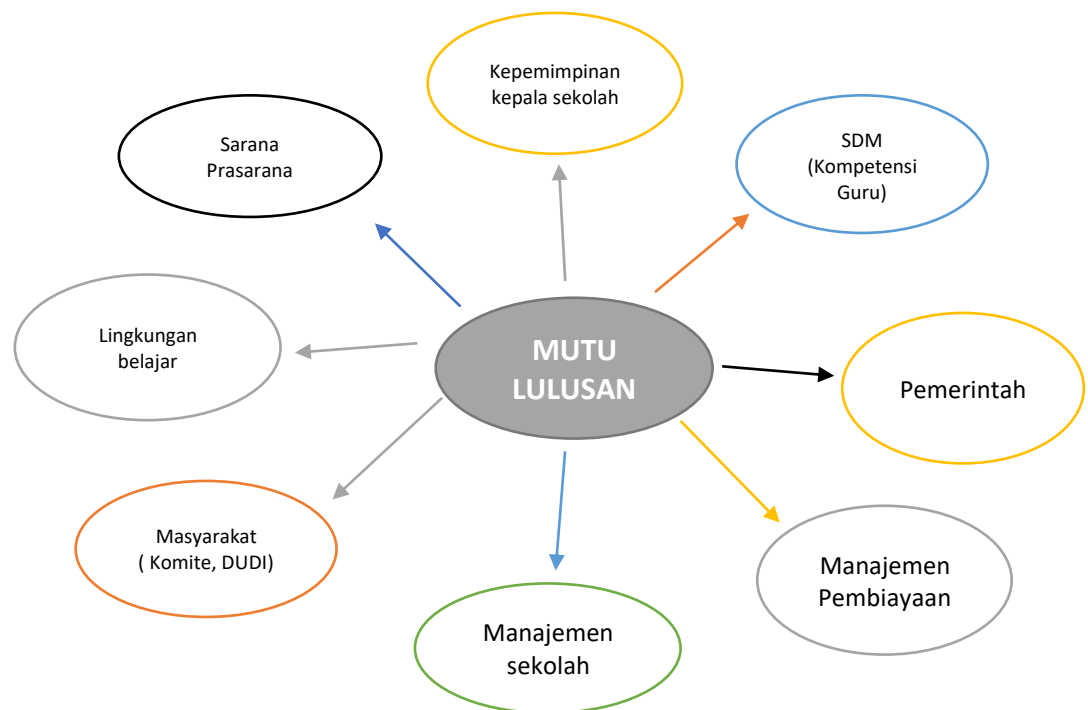 Kepemimpinan
kepala sekolah
Sarana
Prasarana
SDM
(Kompetensi
Guru)
Lingkungan
belajar
MUTU
LULUSAN
Pemerintah
Masyarakat
( Komite, DUDI)
Manajemen
Pembiayaan
Manajemen
sekolah